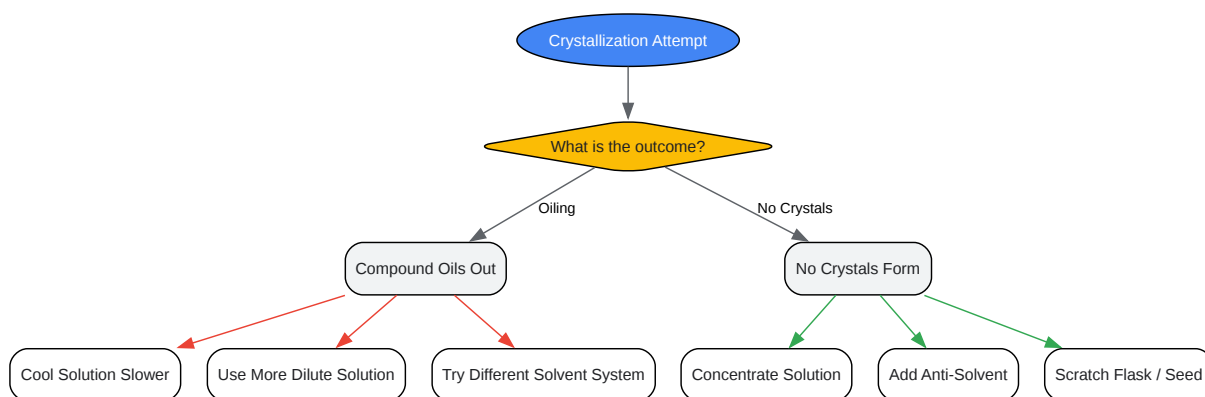 Crystallization Attempt
What is the outcome?
Oiling
No Crystals
Compound Oils Out
No Crystals Form
Cool Solution Slower
Use More Dilute Solution
Try Different Solvent System
Concentrate Solution
Add Anti-Solvent
Scratch Flask / Seed